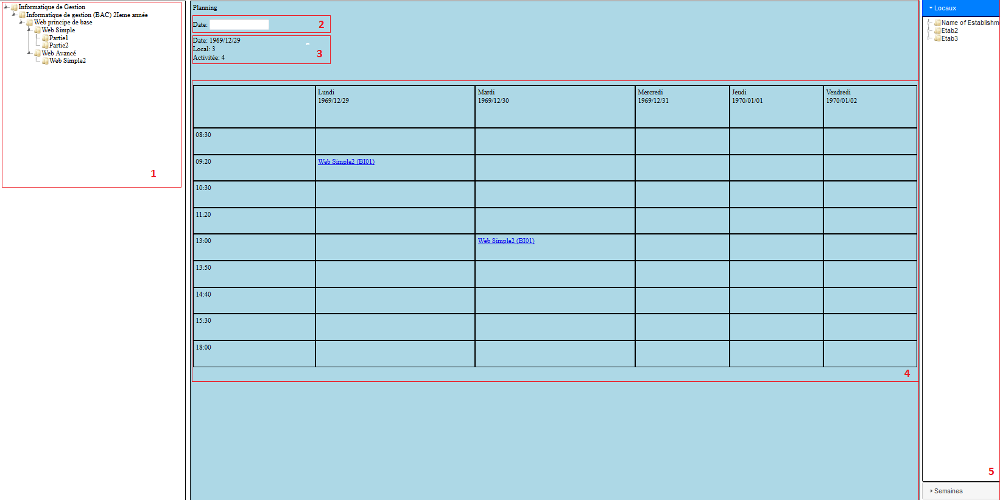 Informatique de Gestion
Informatique de gestion (BAC) 2Ieme année
Web principe de base
Web Simple
Partie1
Partie2
Web Avancé
Web Simple2
1
Planning
Date:
2
Date: 1969/12/29
Local: 3
Activitée: 4
3
Lundi
1969/12/29
Mardi
1969/12/30
Mercredi
1969/12/31
Jeudi
1970/01/01
Vendredi
1970/01/02
08:30
09:20
Web Simple2 (BI01)
10:30
11:20
13:00
Web Simple2 (BI01)
13:50
14:40
15:30
18:00
4
Locaux
Name of Establishme
Etab2
Etab3
5
Semaines